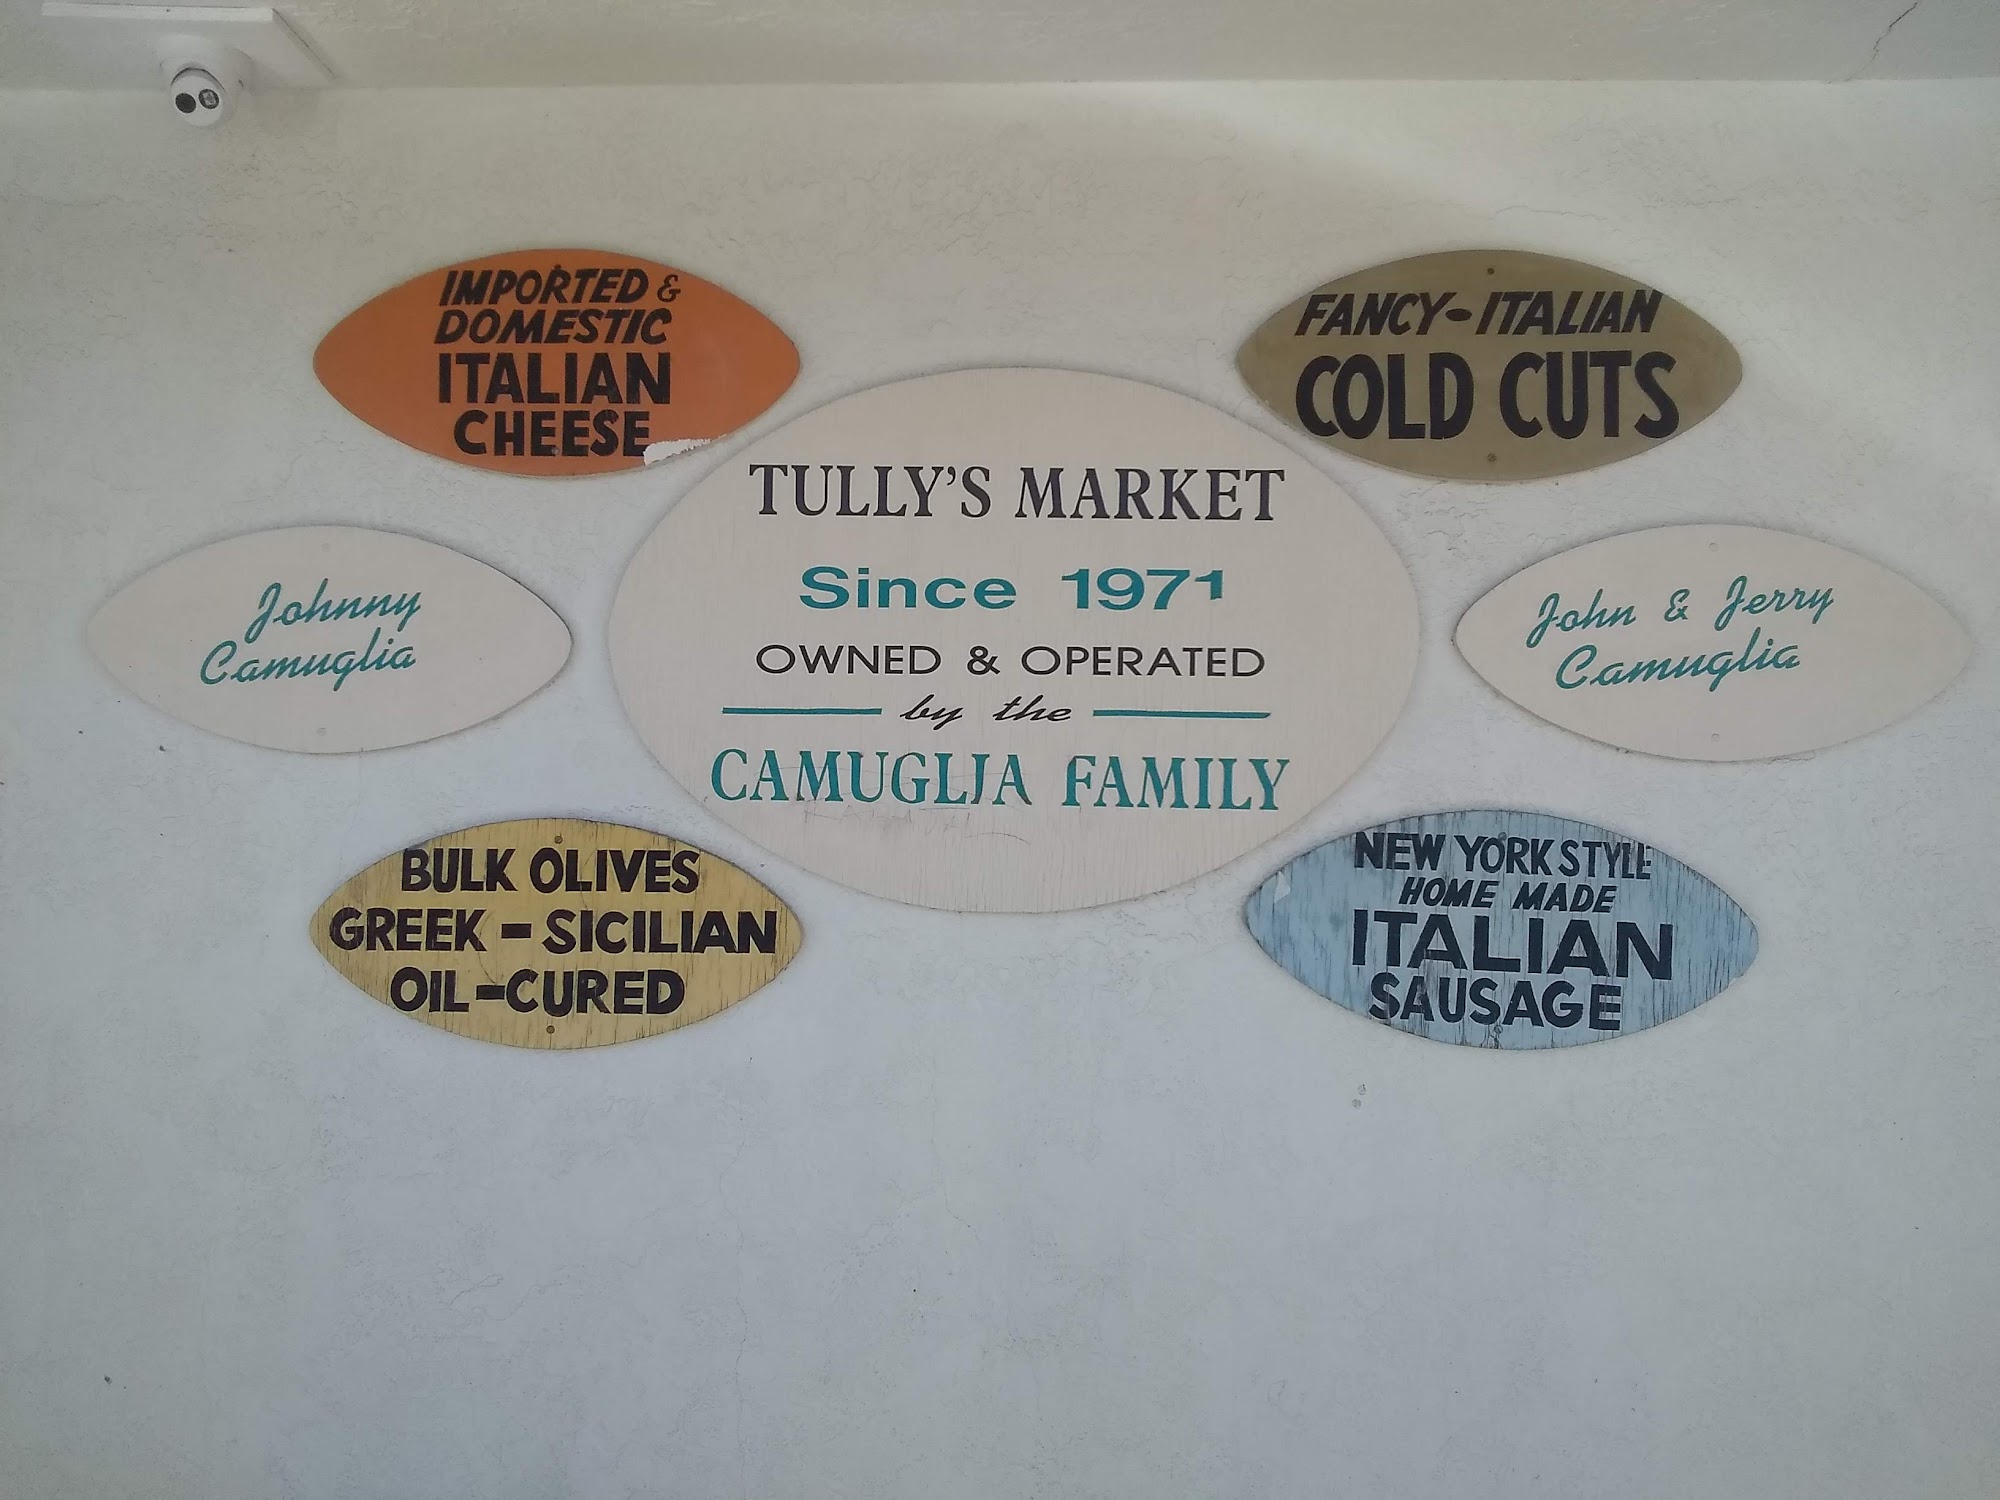 IMPORTED &
DOMESTIC
ITALIAN
CHEESE
FANCY-ITALIAN
COLD CUTS
TULLY'S MARKET
Since 1971
OWNED & OPERATED
by the
CAMUGLIA FAMILY
Johnny
Camuglia
John & Jerry
Camuglia
BULK OLIVES
GREEK - SICILIAN
OIL-CURED
NEW YORK STYLE
HOME MADE
ITALIAN
SAUSAGE